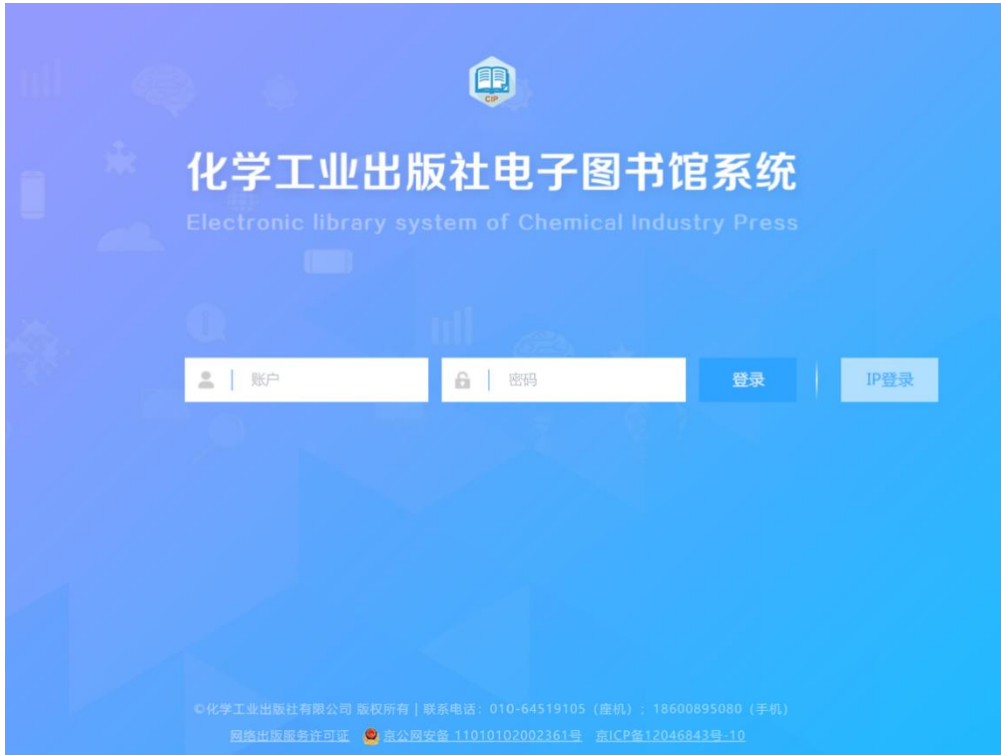 CIP
化学工业出版社电子图书馆系统
Electronic library system of Chemical Industry Press
账户 密码 登录 IP登录
©化学工业出版社有限公司 版权所有 | 联系电话：010-64519105（座机）；18600895080（手机）
网络出版服务许可证 京公网安备 11010102002361号 京ICP备12046843号-10